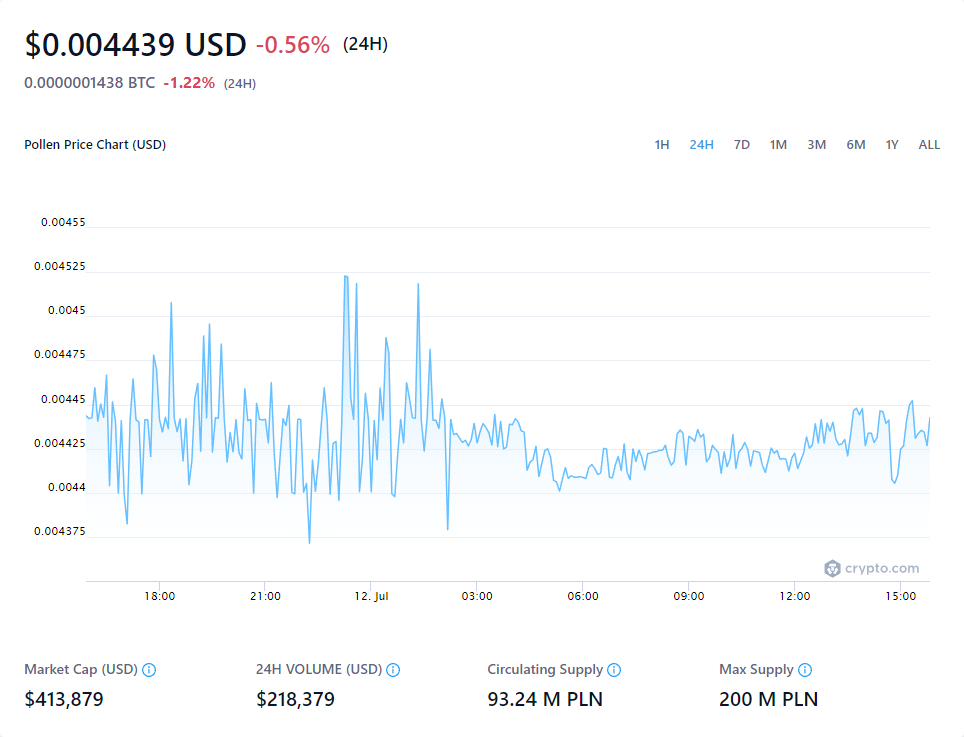 $0.004439 USD -0.56% (24H)
0.0000001438 BTC -1.22% (24H)
Pollen Price Chart (USD) 1H 24H 7D 1M 3M 6M 1Y ALL
0.00455
0.004525
0.0045
0.004475
0.00445
0.004425
0.0044
0.004375
crypto.com
18:00 21:00 12. Jul 03:00 06:00 09:00 12:00 15:00
Market Cap (USD) 24H VOLUME (USD) Circulating Supply Max Supply
$413,879 $218,379 93.24 M PLN 200 M PLN